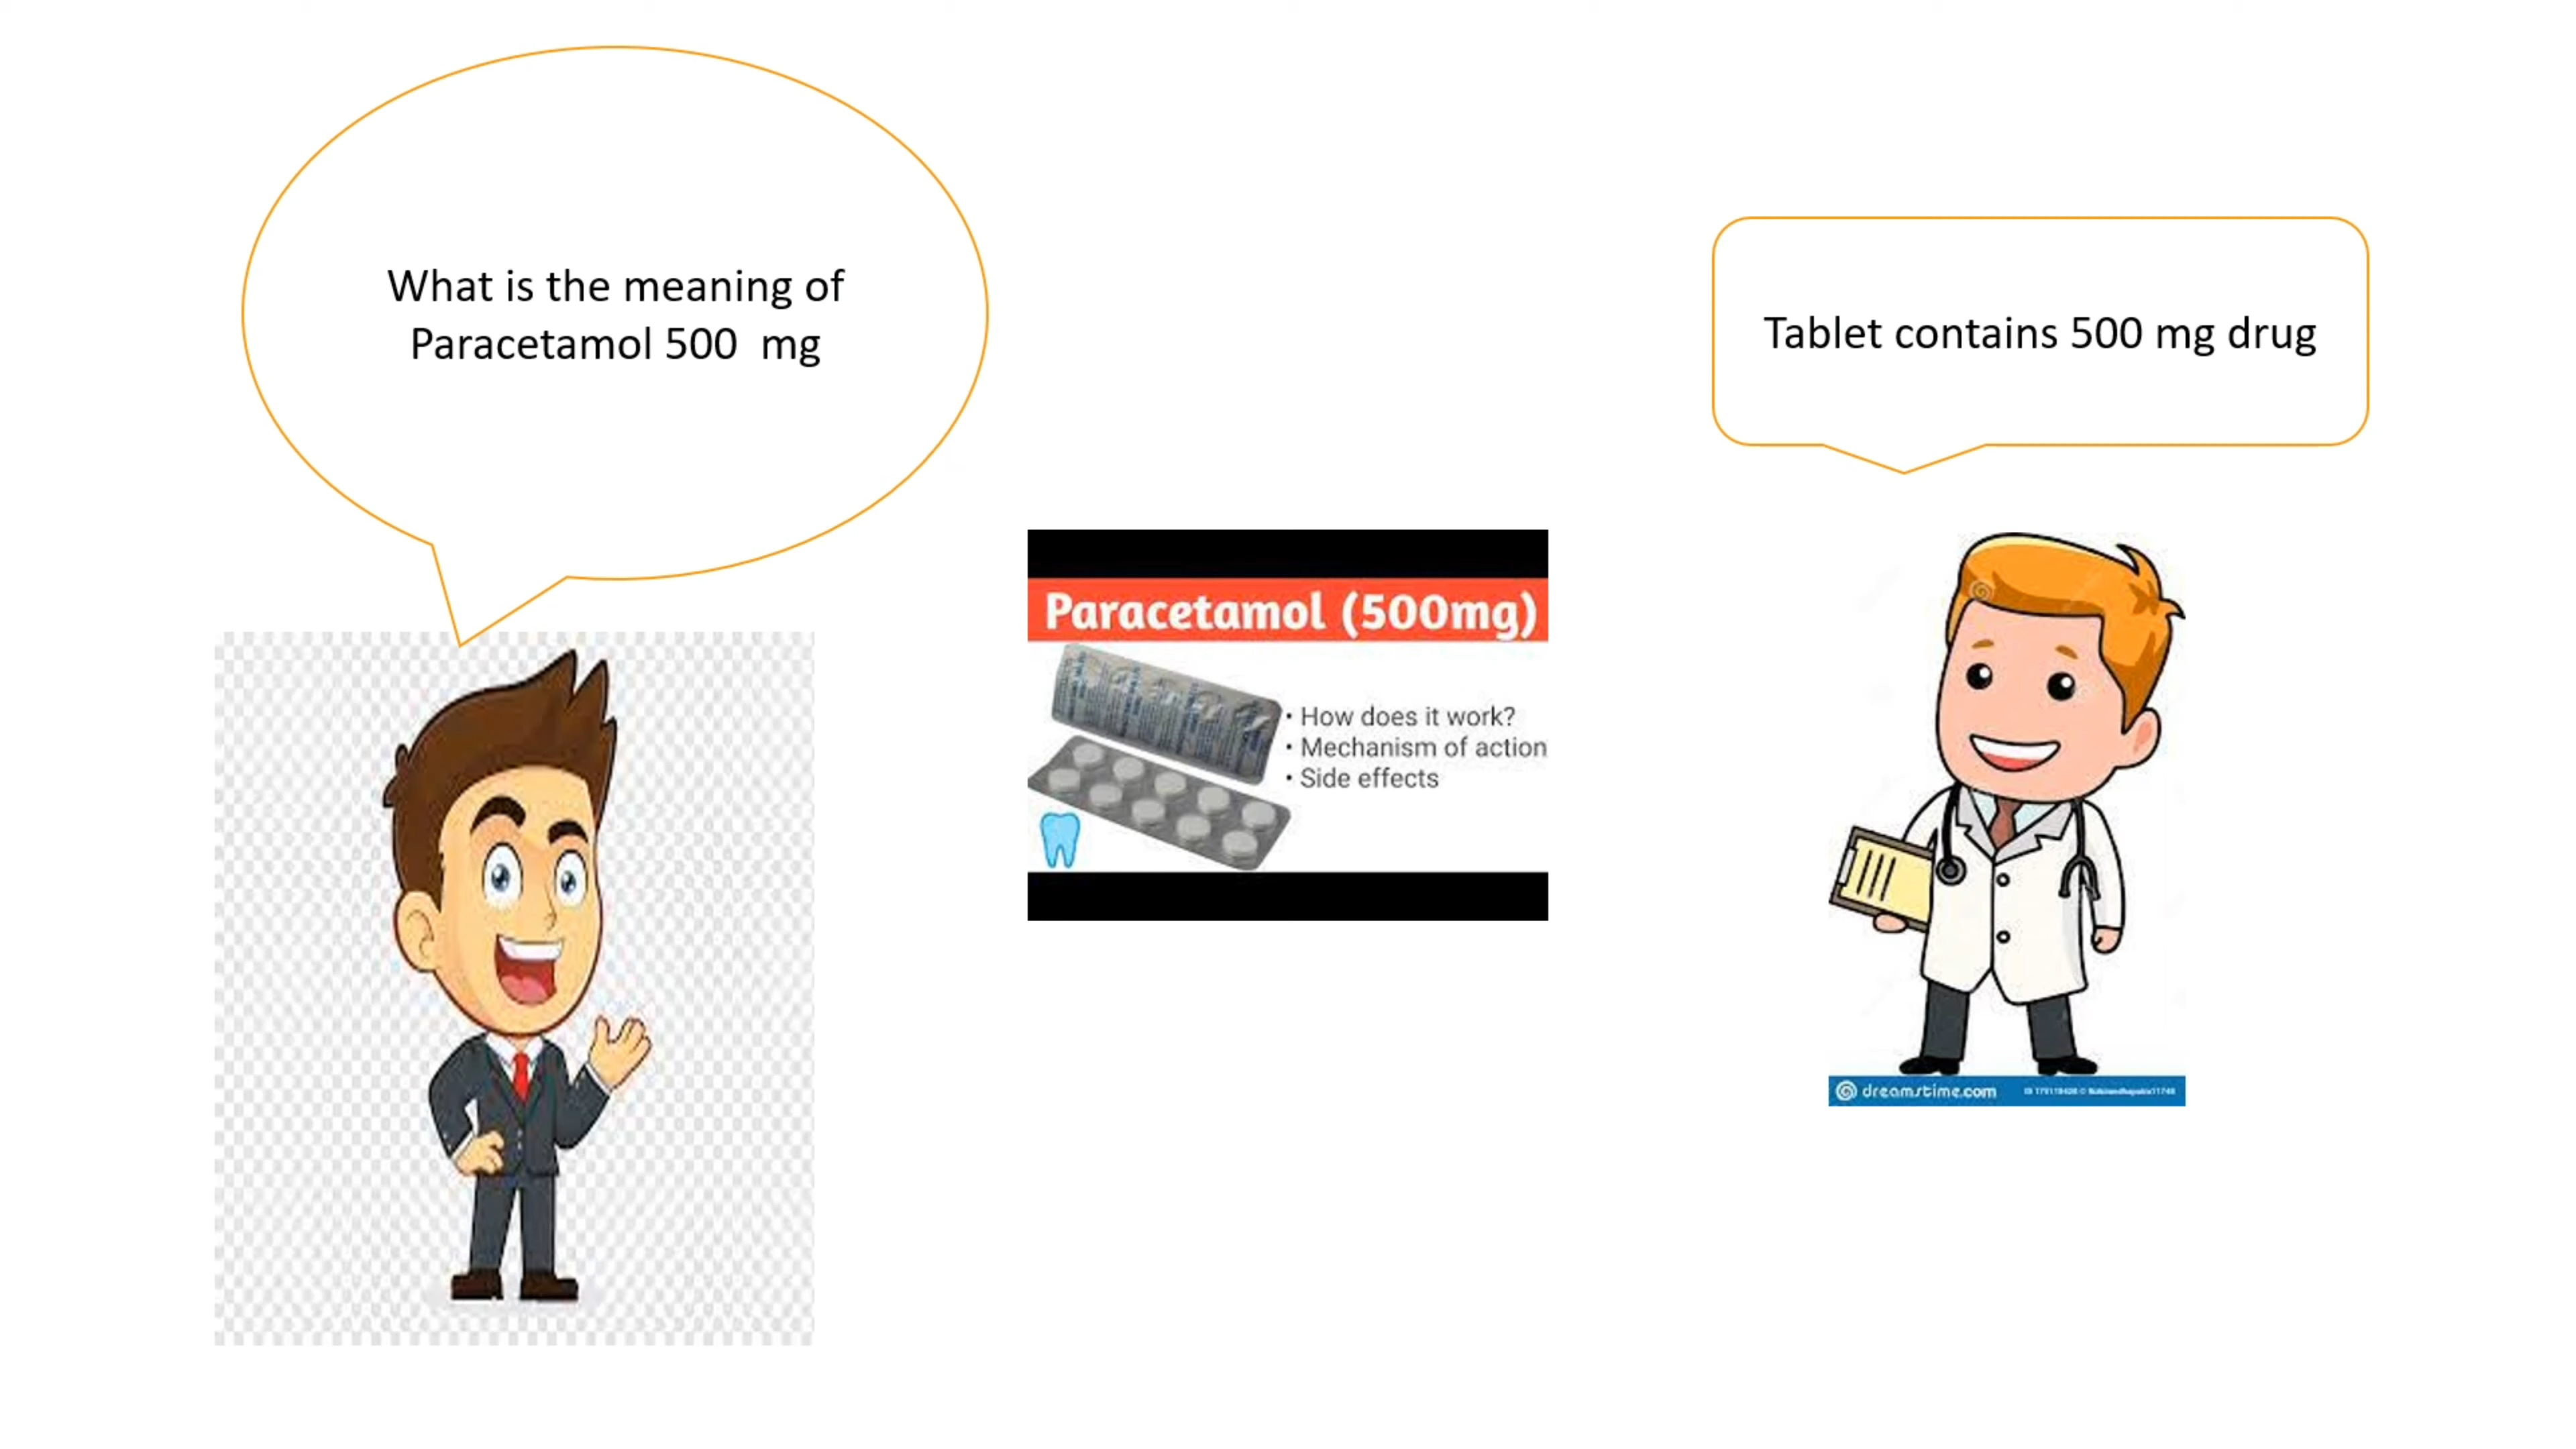 What is the meaning of
Paracetamol 500  mg
Tablet contains 500 mg drug
Paracetamol (500mg)
• How does it work?
• Mechanism of action
• Side effects
dreamstime.com